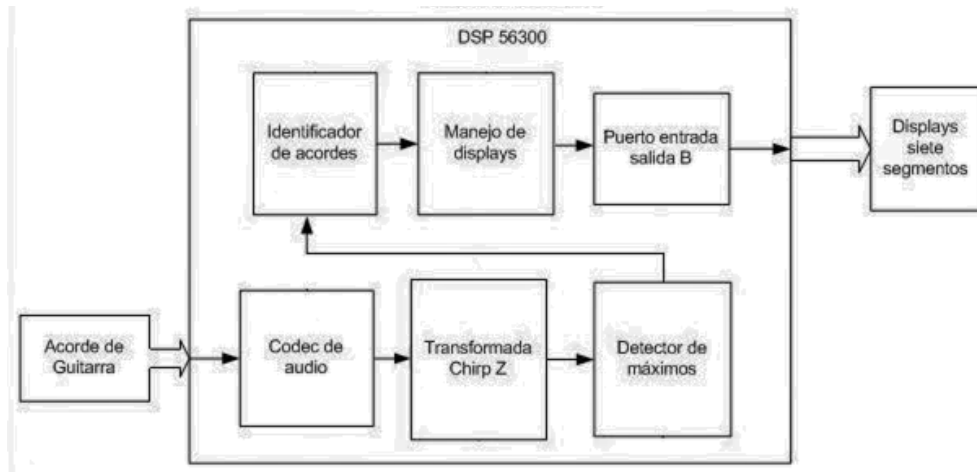 DSP 56300
Identificador
de acordes
Manejo de
displays
Puerto entrada
salida B
Displays
siete
segmentos
Acorde de
Guitarra
Codec de
audio
Transformada
Chirp Z
Detector de
máximos